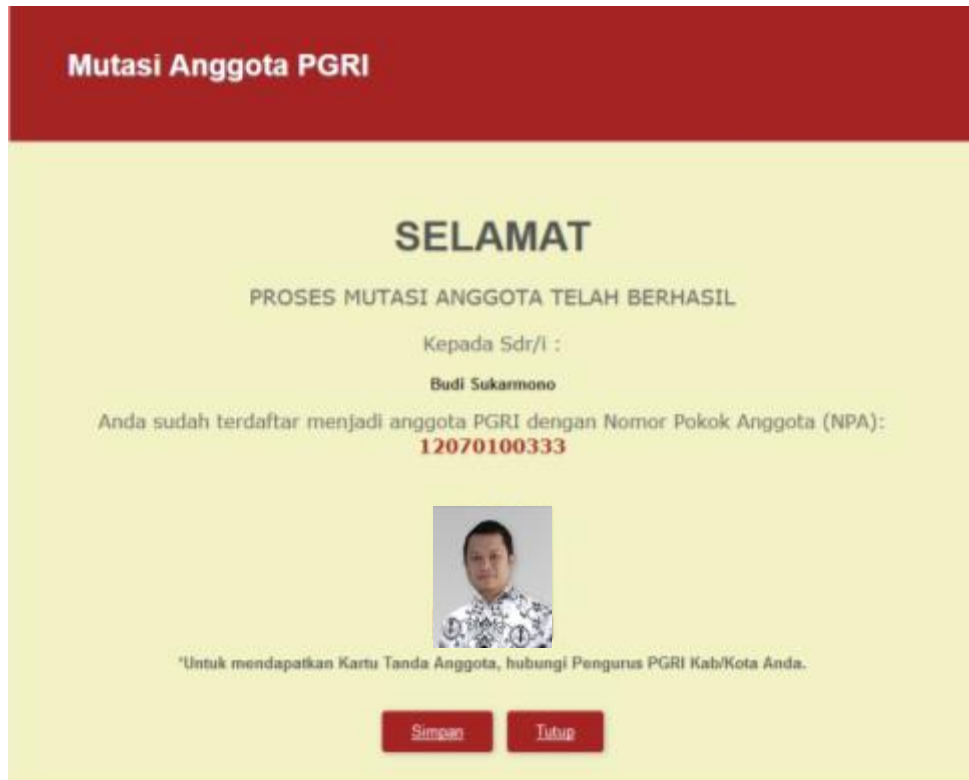 Mutasi Anggota PGRI
SELAMAT
PROSES MUTASI ANGGOTA TELAH BERHASIL
Kepada Sdr/i :
Budi Sukarmono
Anda sudah terdaftar menjadi anggota PGRI dengan Nomor Pokok Anggota (NPA):
12070100333
*Untuk mendapatkan Kartu Tanda Anggota, hubungi Pengurus PGRI Kab/Kota Anda.
Simpan Tutup